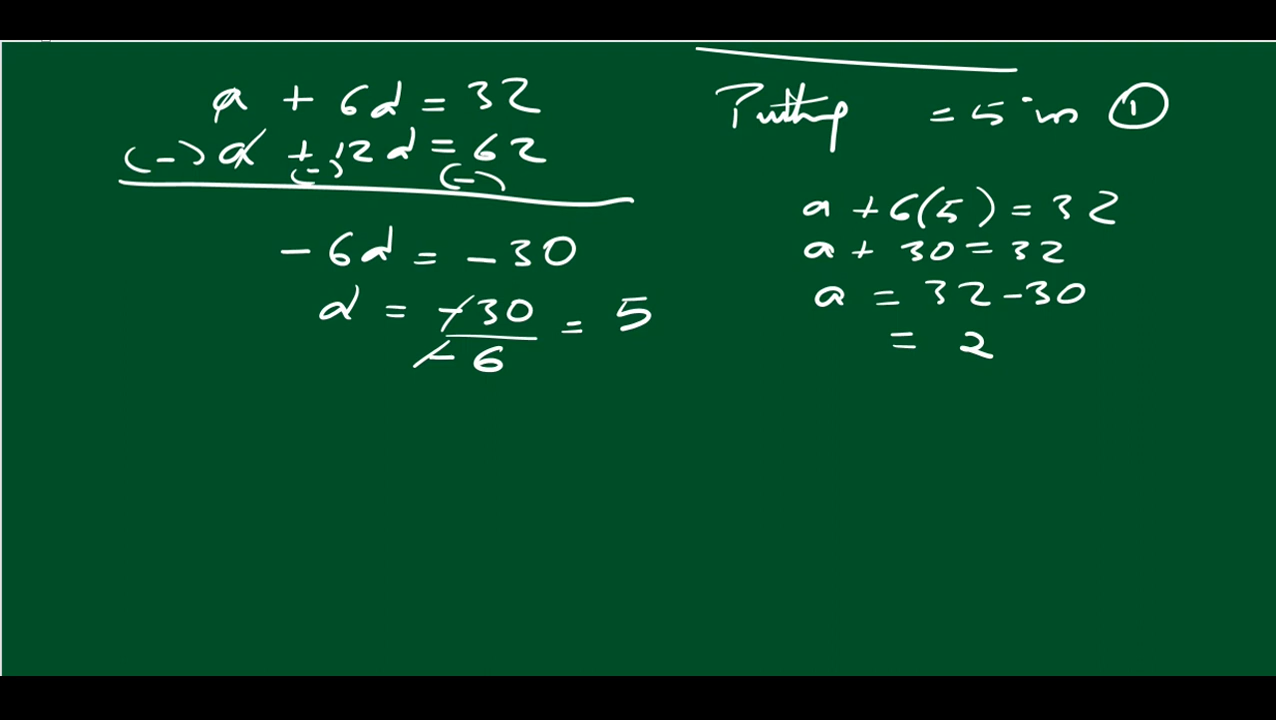 a + 6d = 32
(-) a + 12d = 62
(-) (-)
-6d = -30
d = -30/-6 = 5
Putting = 5 in ①
a + 6(5) = 32
a + 30 = 32
a = 32 - 30
= 2